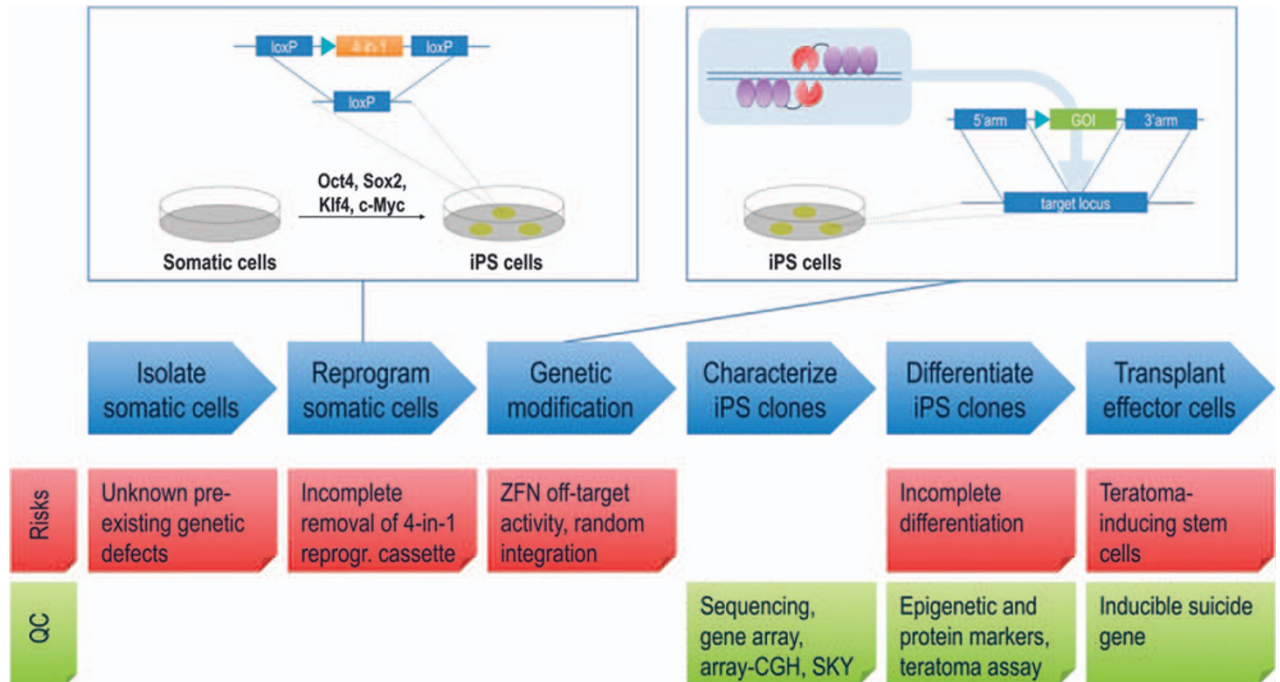 loxP 4-in-1 loxP
loxP
Oct4, Sox2,
Klf4, c-Myc
Somatic cells
iPS cells
5'arm GOI 3'arm
target locus
iPS cells
Isolate
somatic cells
Reprogram
somatic cells
Genetic
modification
Characterize
iPS clones
Differentiate
iPS clones
Transplant
effector cells
Risks
Unknown pre-
existing genetic
defects
Incomplete
removal of 4-in-1
reprogr. cassette
ZFN off-target
activity, random
integration
Incomplete
differentiation
Teratoma-
inducing stem
cells
QC
Sequencing,
gene array,
array-CGH, SKY
Epigenetic and
protein markers,
teratoma assay
Inducible suicide
gene